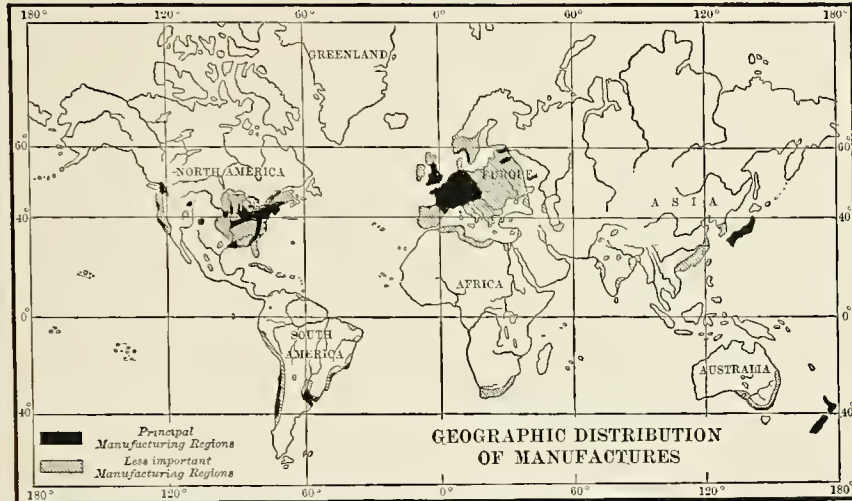 180° 120° 60° 0° 60° 120° 180°
GREENLAND
60° 60°
NORTH AMERICA
EUROPE
ASIA
40° 40°
AFRICA
0° 0°
SOUTH
AMERICA
AUSTRALIA
40° 40°
Principal
Manufacturing Regions
Less important
Manufacturing Regions
GEOGRAPHIC DISTRIBUTION
OF MANUFACTURES
180° 120° 60° 0° 60° 120° 180°